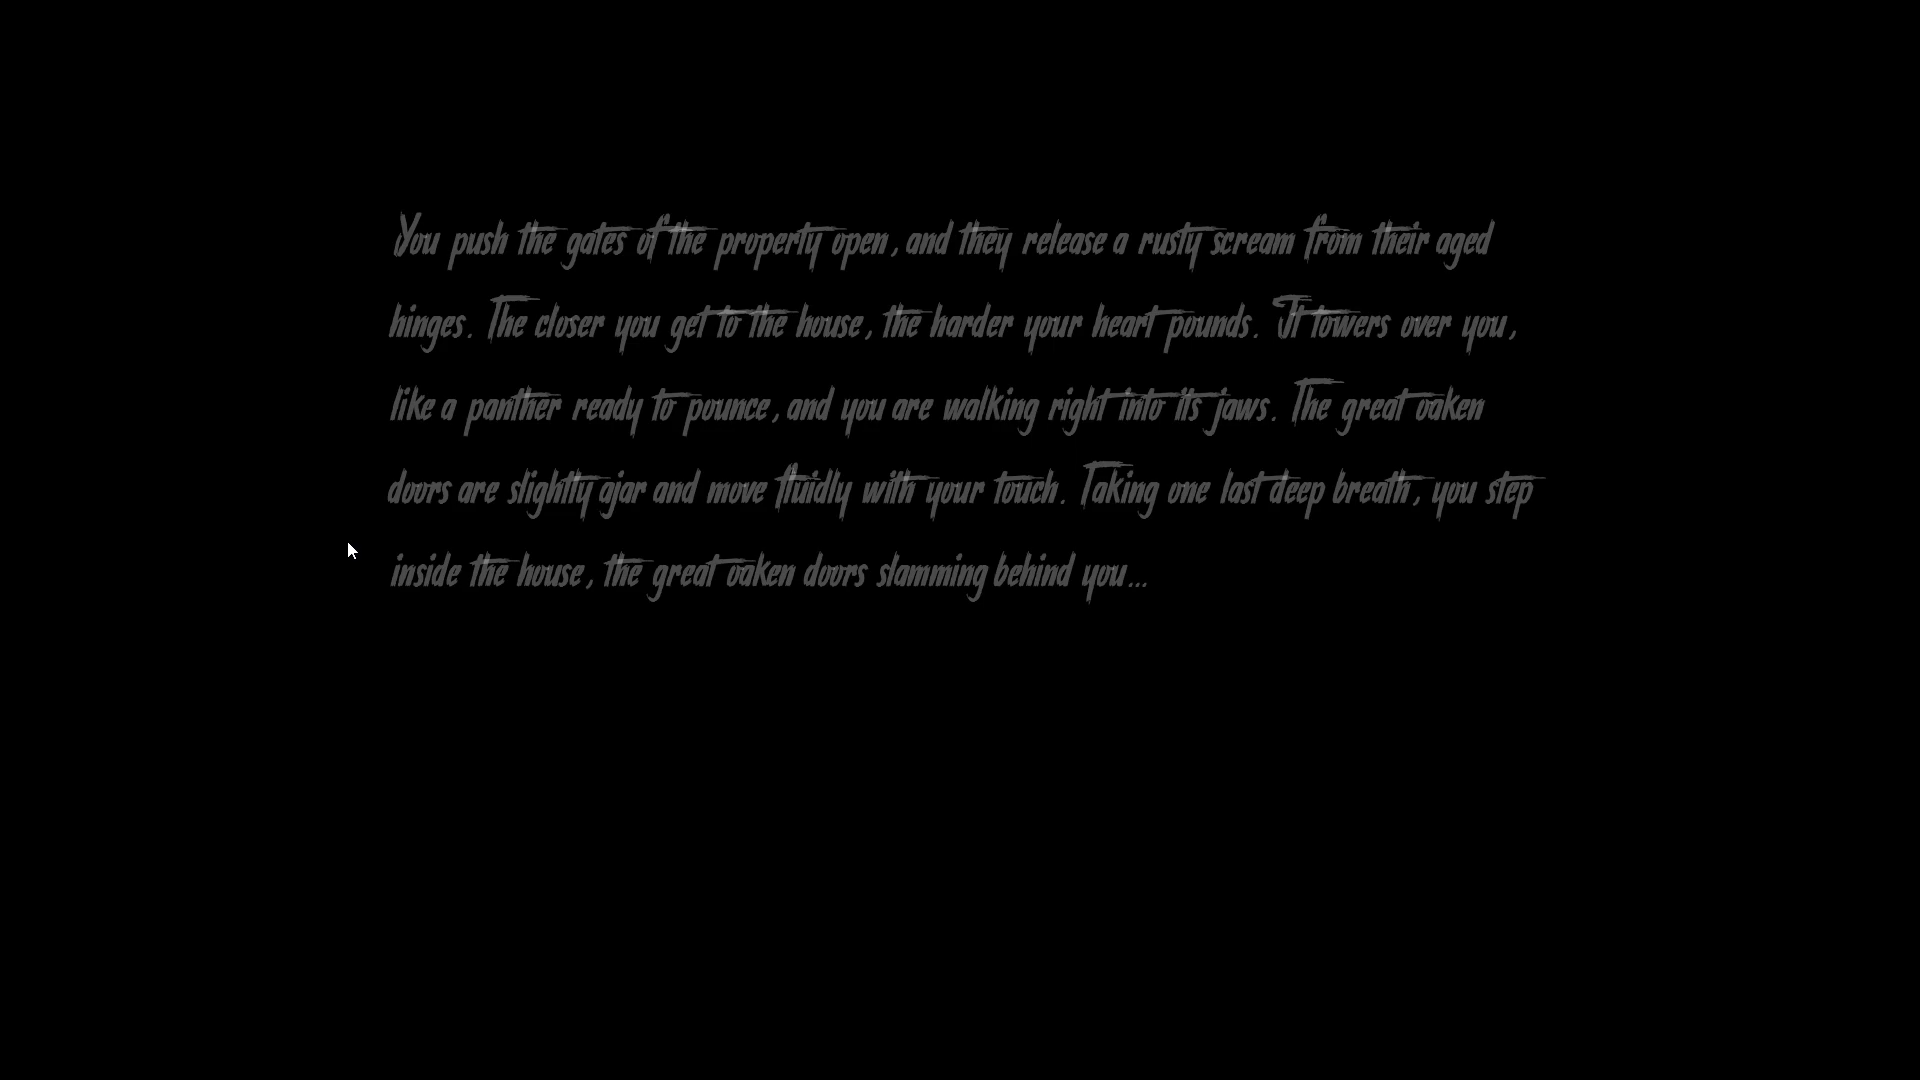 You push the gates of the property open, and they release a rusty scream from their aged
hinges. The closer you get to the house, the harder your heart pounds. It towers over you,
like a panther ready to pounce, and you are walking right into its jaws. The great oaken
doors are slightly ajar and move fluidly with your touch. Taking one last deep breath, you step
inside the house, the great oaken doors slamming behind you...